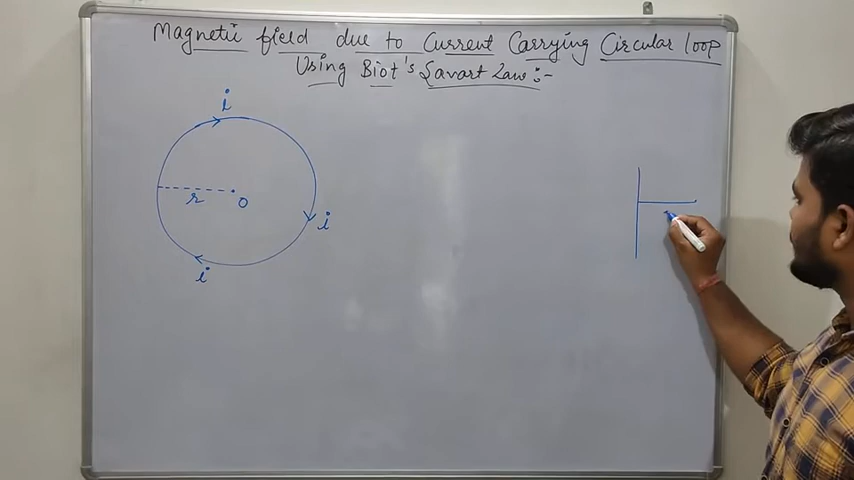 Magnetic field due to Current Carrying Circular loop
Using Biot's Savart Law :-
i
r
o
i
i